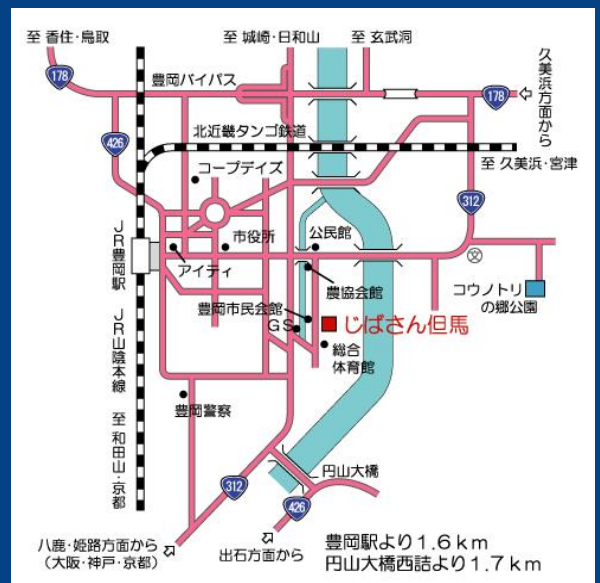 至 香住・鳥取
至 城崎・日和山
至 玄武洞
久美浜方面から
178
豊岡バイパス
178
426
北近畿タンゴ鉄道
至 久美浜・宮津
コープデイズ
312
JR豊岡駅
市役所
公民館
アイティ
文
農協会館
コウノトリ
の郷公園
豊岡市民会館
GS
じばさん但馬
JR山陰本線
総合
体育館
豊岡警察
至 和田山・京都
円山大橋
312
426
八鹿・姫路方面から
(大阪・神戸・京都)
出石方面から
豊岡駅より1.6km
円山大橋西詰より1.7km